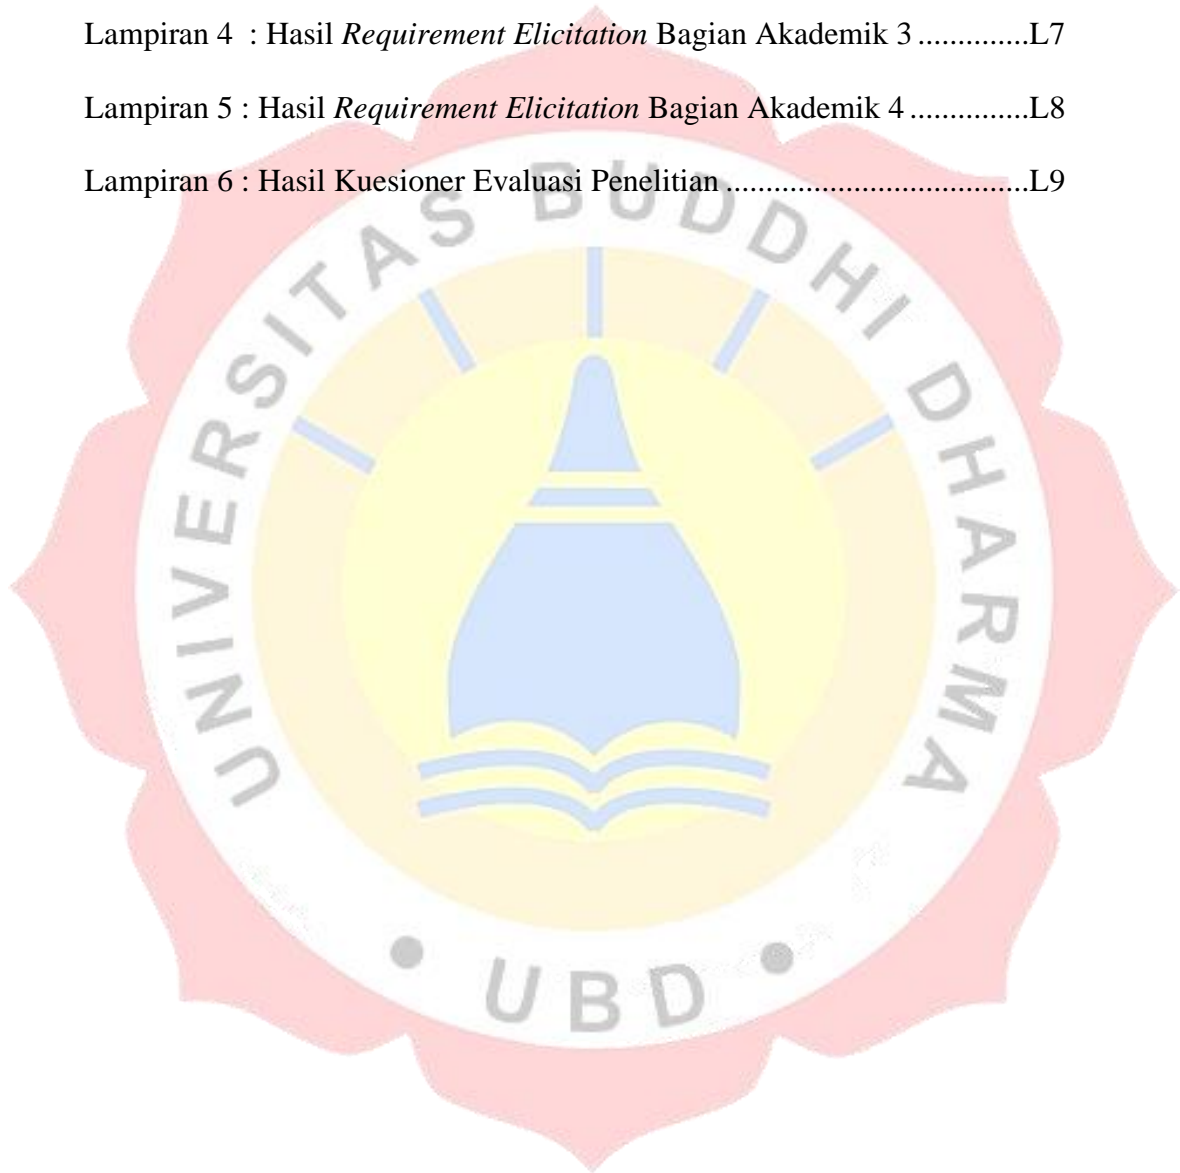 Lampiran 4  : Hasil Requirement Elicitation Bagian Akademik 3 ..............L7
Lampiran 5 : Hasil Requirement Elicitation Bagian Akademik 4 ...............L8
Lampiran 6 : Hasil Kuesioner Evaluasi Penelitian ......................................L9
UNIVERSITAS BUDDHI DHARMA
• UBD •